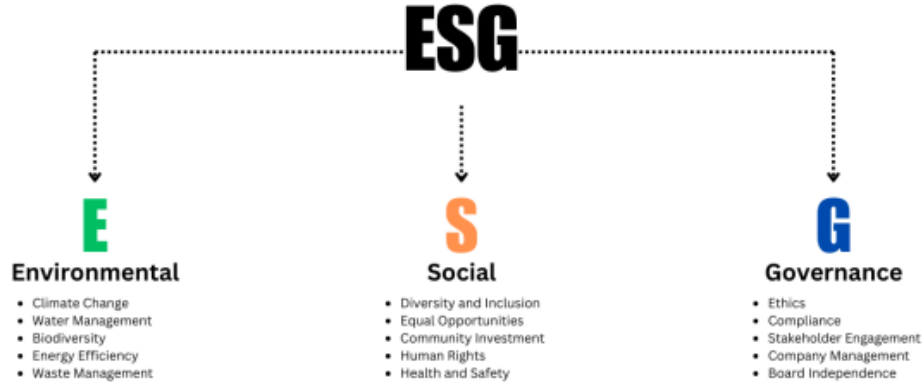 ESG
E
Environmental
• Climate Change
• Water Management
• Biodiversity
• Energy Efficiency
• Waste Management
S
Social
• Diversity and Inclusion
• Equal Opportunities
• Community Investment
• Human Rights
• Health and Safety
G
Governance
• Ethics
• Compliance
• Stakeholder Engagement
• Company Management
• Board Independence